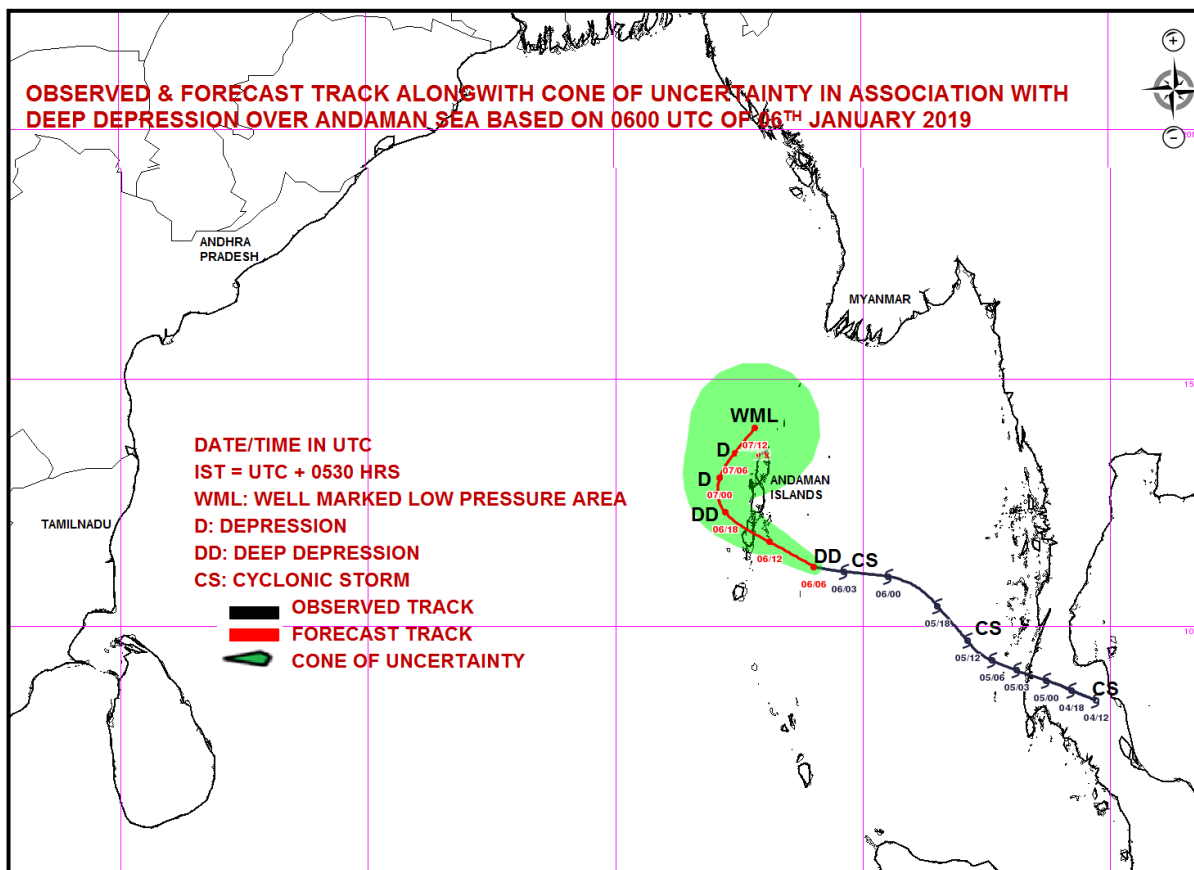 OBSERVED & FORECAST TRACK ALONGWITH CONE OF UNCERTAINTY IN ASSOCIATION WITH
DEEP DEPRESSION OVER ANDAMAN SEA BASED ON 0600 UTC OF 06TH JANUARY 2019
ANDHRA
PRADESH
MYANMAR
15
WML
07/12
D
07/06
D
07/00
ANDAMAN
ISLANDS
DD
06/18
06/12
DD
06/06
CS
06/03
06/00
05/18
CS
05/12
05/06
05/03
05/00
04/18
CS
04/12
10
TAMILNADU
DATE/TIME IN UTC
IST = UTC + 0530 HRS
WML: WELL MARKED LOW PRESSURE AREA
D: DEPRESSION
DD: DEEP DEPRESSION
CS: CYCLONIC STORM
OBSERVED TRACK
FORECAST TRACK
CONE OF UNCERTAINTY